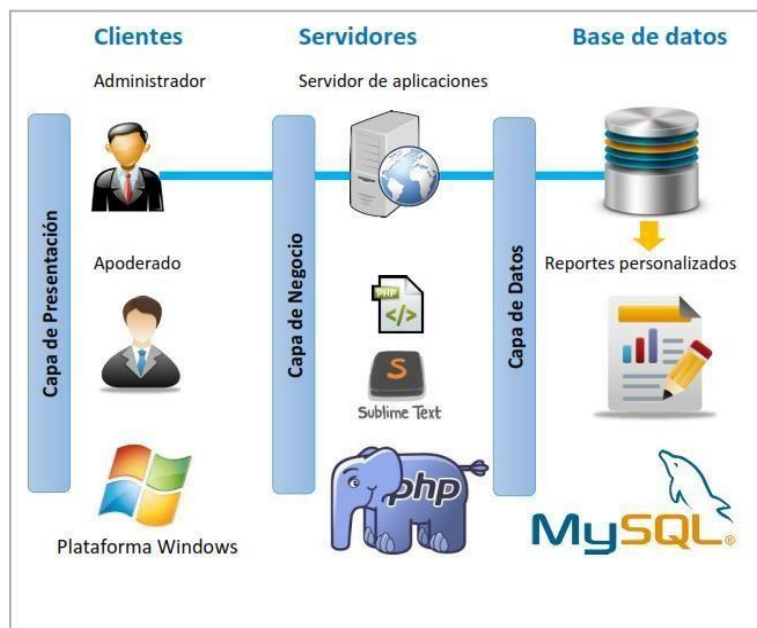 Clientes
Servidores
Base de datos
Administrador
Servidor de aplicaciones
Capa de Presentación
Capa de Negocio
Capa de Datos
Apoderado
Reportes personalizados
PHP
</>
S
Sublime Text
php
Plataforma Windows
MySQL®